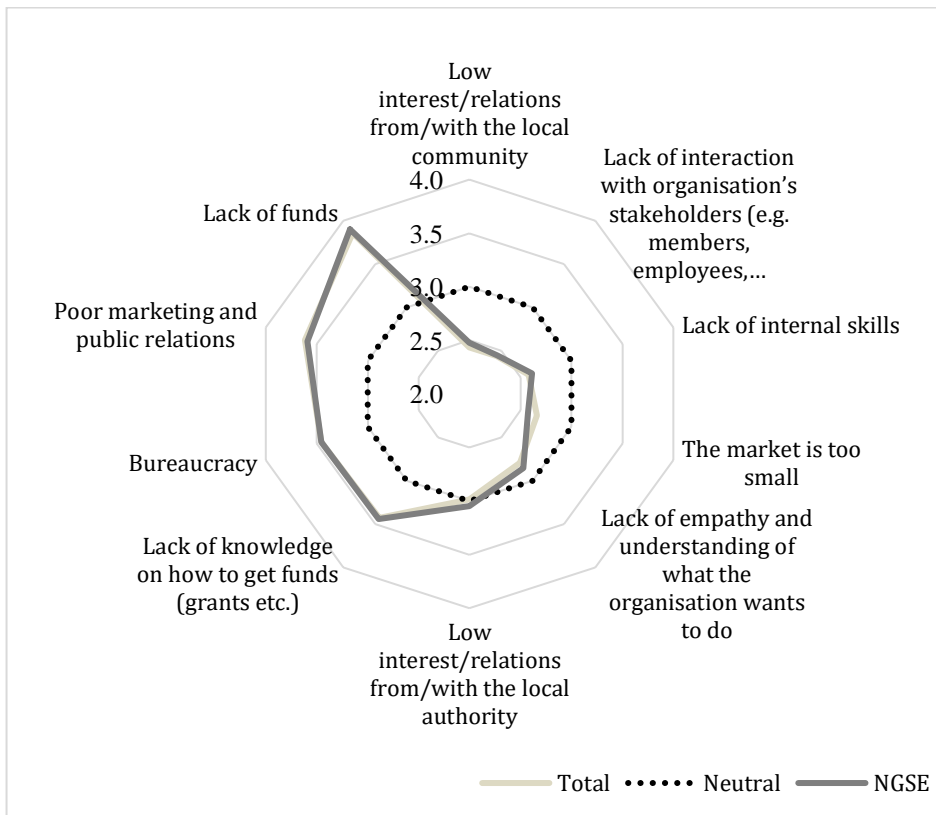 Low
interest/relations
from/with the local
community
Lack of interaction
with organisation’s
stakeholders (e.g.
members,
employees,…
Lack of internal skills
The market is too
small
Lack of empathy and
understanding of
what the
organisation wants
to do
Low
interest/relations
from/with the local
authority
Lack of knowledge
on how to get funds
(grants etc.)
Bureaucracy
Poor marketing and
public relations
Lack of funds
4.0
3.5
3.0
2.5
2.0
Total Neutral NGSE